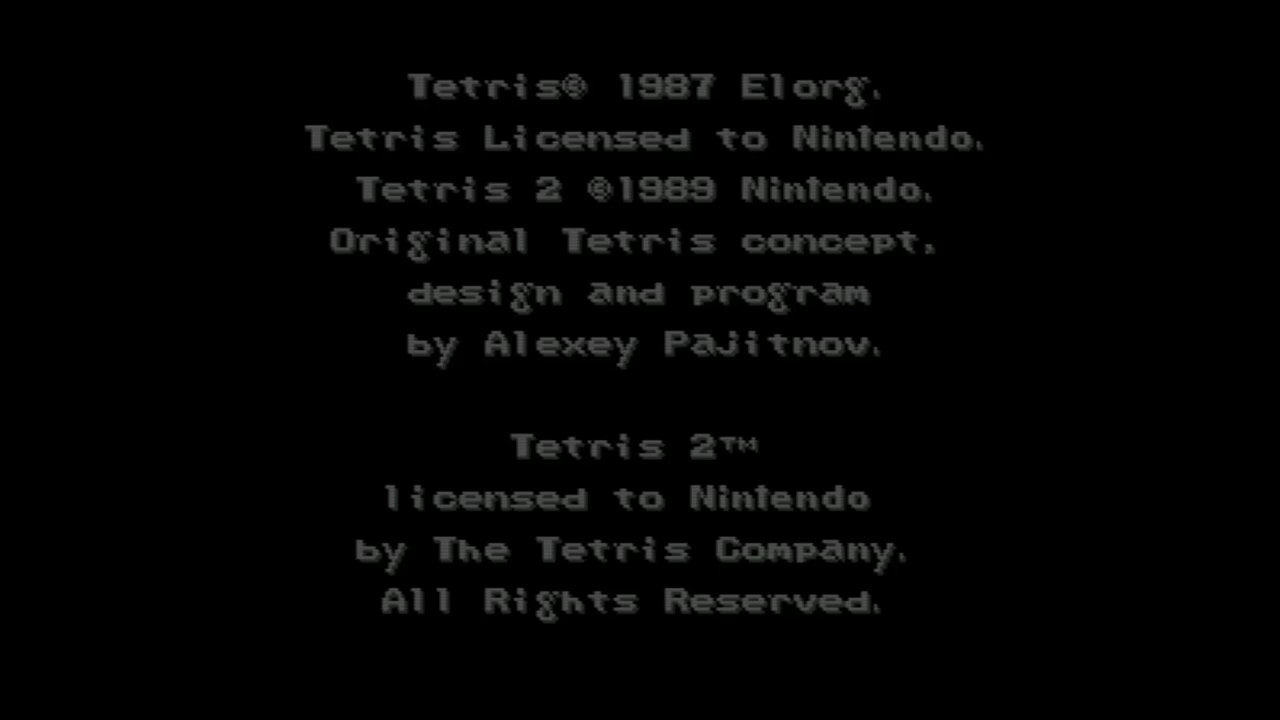 Tetris® 1987 Elorg.
Tetris Licensed to Nintendo.
Tetris 2 ©1989 Nintendo.
Original Tetris concept,
design and program
by Alexey Pajitnov.
Tetris 2™
licensed to Nintendo
by The Tetris Company.
All Rights Reserved.